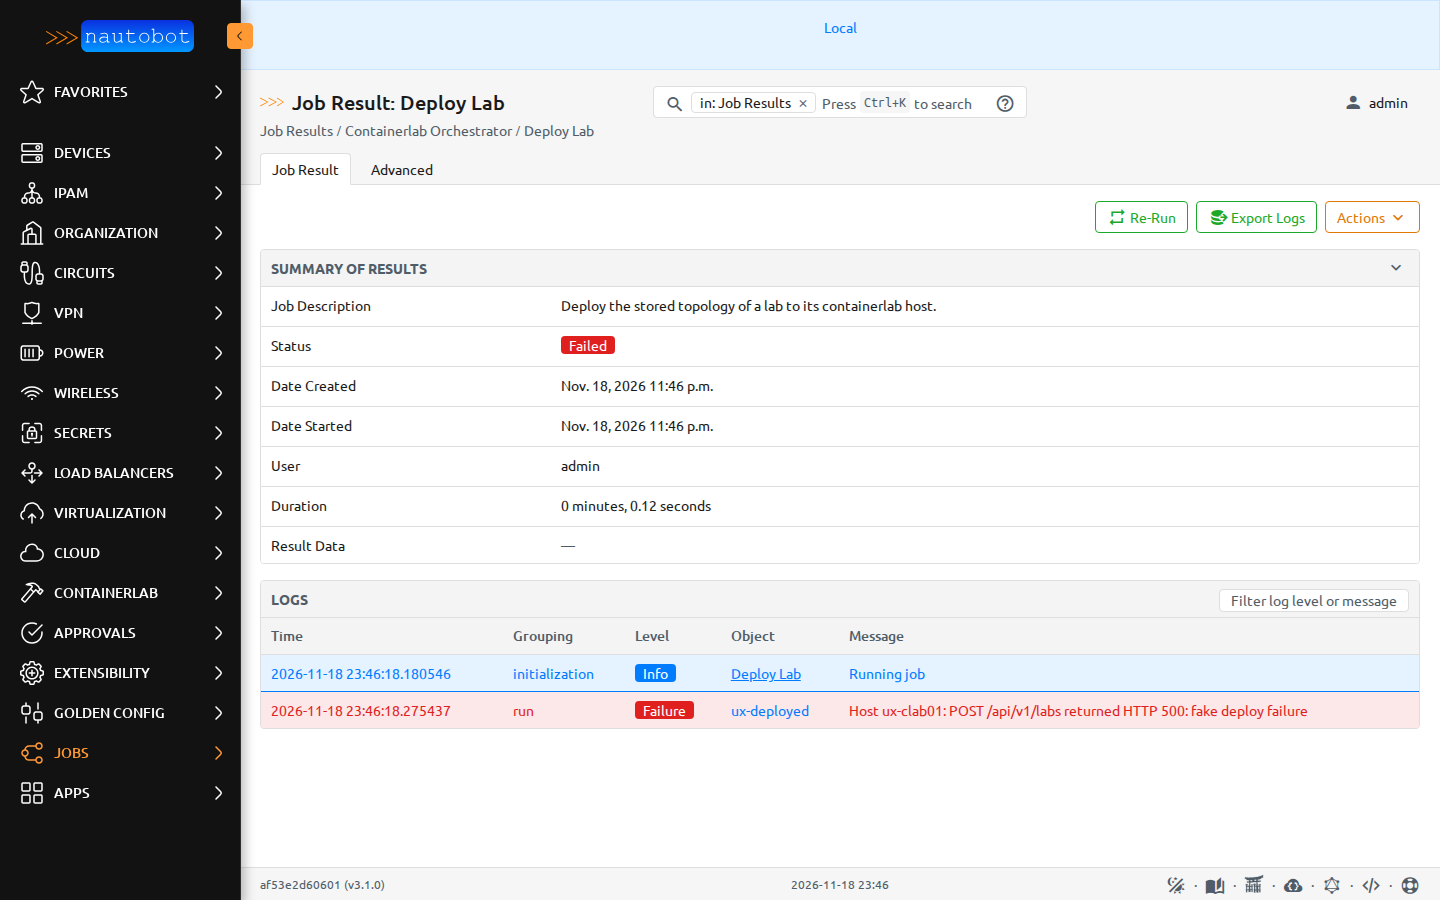 >>> nautobot
Local
FAVORITES
DEVICES
IPAM
ORGANIZATION
CIRCUITS
VPN
POWER
WIRELESS
SECRETS
LOAD BALANCERS
VIRTUALIZATION
CLOUD
CONTAINERLAB
APPROVALS
EXTENSIBILITY
GOLDEN CONFIG
JOBS
APPS
>>> Job Result: Deploy Lab
in: Job Results × Press Ctrl+K to search
admin
Job Results / Containerlab Orchestrator / Deploy Lab
Job Result Advanced
Re-Run Export Logs Actions
SUMMARY OF RESULTS
Job Description Deploy the stored topology of a lab to its containerlab host.
Status Failed
Date Created Nov. 18, 2026 11:46 p.m.
Date Started Nov. 18, 2026 11:46 p.m.
User admin
Duration 0 minutes, 0.12 seconds
Result Data —
LOGS Filter log level or message
Time Grouping Level Object Message
2026-11-18 23:46:18.180546 initialization Info Deploy Lab Running job
2026-11-18 23:46:18.275437 run Failure ux-deployed Host ux-clab01: POST /api/v1/labs returned HTTP 500: fake deploy failure
af53e2d60601 (v3.1.0) 2026-11-18 23:46